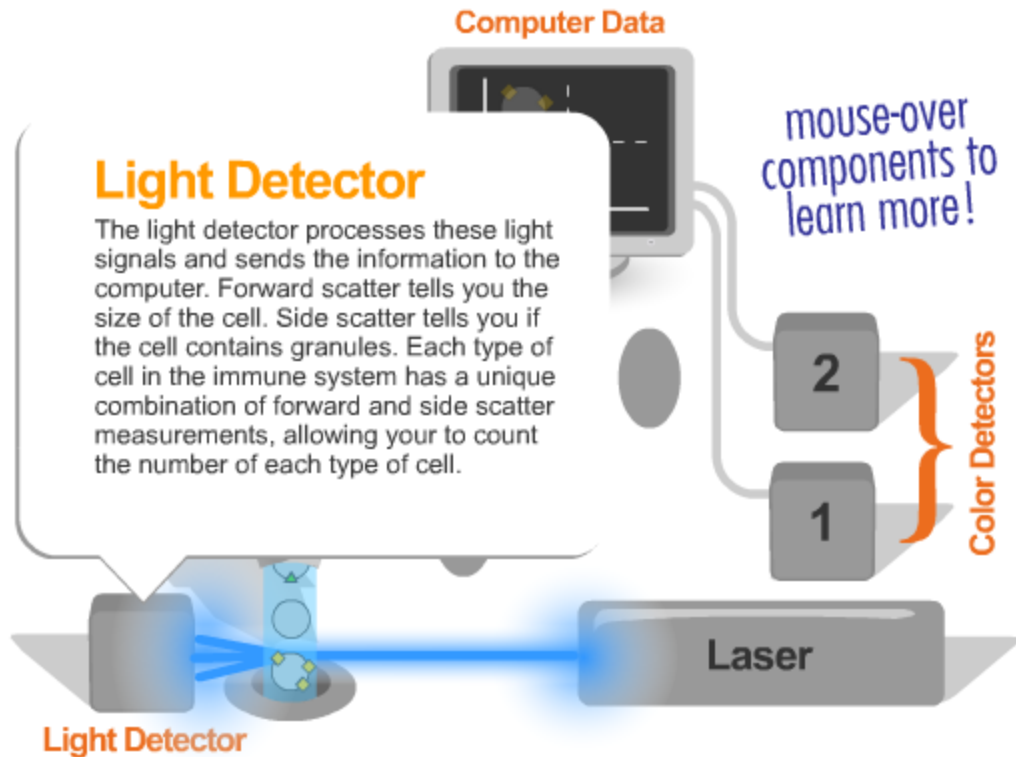 Computer Data
mouse-over
components to
learn more!
Light Detector
The light detector processes these light
signals and sends the information to the
computer. Forward scatter tells you the
size of the cell. Side scatter tells you if
the cell contains granules. Each type of
cell in the immune system has a unique
combination of forward and side scatter
measurements, allowing your to count
the number of each type of cell.
2
1
Color Detectors
Laser
Light Detector